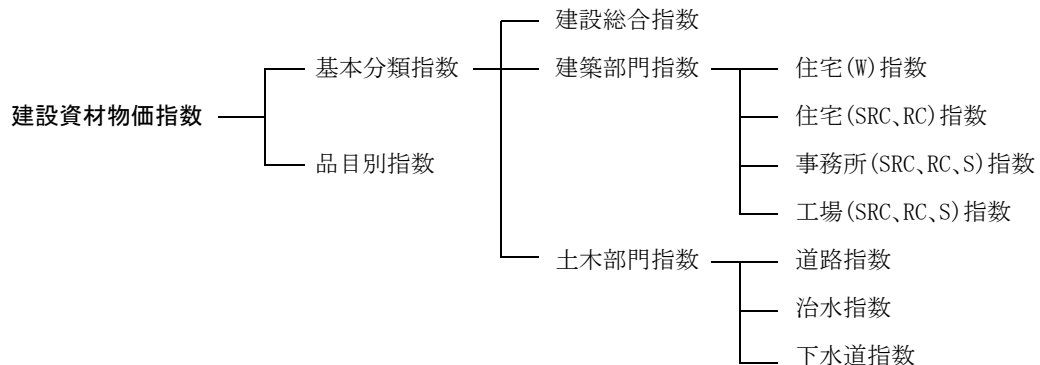 建設総合指数
基本分類指数
建築部門指数
住宅(W)指数
建設資材物価指数
住宅(SRC、RC)指数
品目別指数
事務所(SRC、RC、S)指数
工場(SRC、RC、S)指数
土木部門指数
道路指数
治水指数
下水道指数